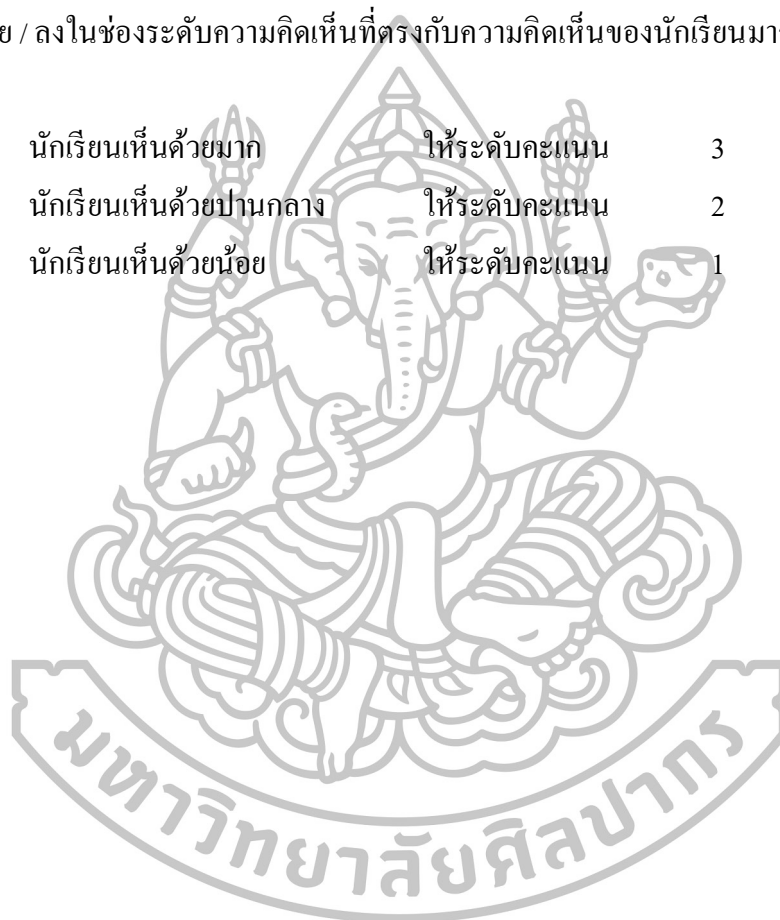 / ลงในช่องระดับความคิดเห็นที่ตรงกับความคิดเห็นของนักเรียน
นักเรียนเห็นด้วยมาก ให้ระดับคะแนน 3
นักเรียนเห็นด้วยปานกลาง ให้ระดับคะแนน 2
นักเรียนเห็นด้วยน้อย ให้ระดับคะแนน 1
มหาวิทยาลัยศิลปากร